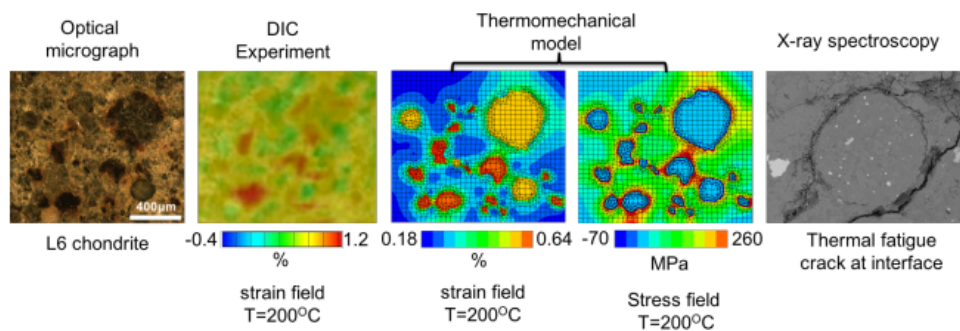 Optical
micrograph
DIC
Experiment
Thermomechanical
model
X-ray spectroscopy
400µm
L6 chondrite
-0.4 1.2
%
strain field
T=200°C
0.18 0.64
%
strain field
T=200°C
-70 260
MPa
Stress field
T=200°C
Thermal fatigue
crack at interface